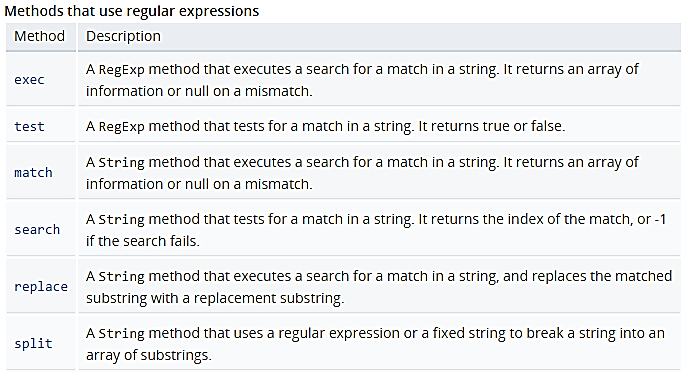 Methods that use regular expressions
Method Description
exec A RegExp method that executes a search for a match in a string. It returns an array of
information or null on a mismatch.
test A RegExp method that tests for a match in a string. It returns true or false.
match A String method that executes a search for a match in a string. It returns an array of
information or null on a mismatch.
search A String method that tests for a match in a string. It returns the index of the match, or -1
if the search fails.
replace A String method that executes a search for a match in a string, and replaces the matched
substring with a replacement substring.
split A String method that uses a regular expression or a fixed string to break a string into an
array of substrings.